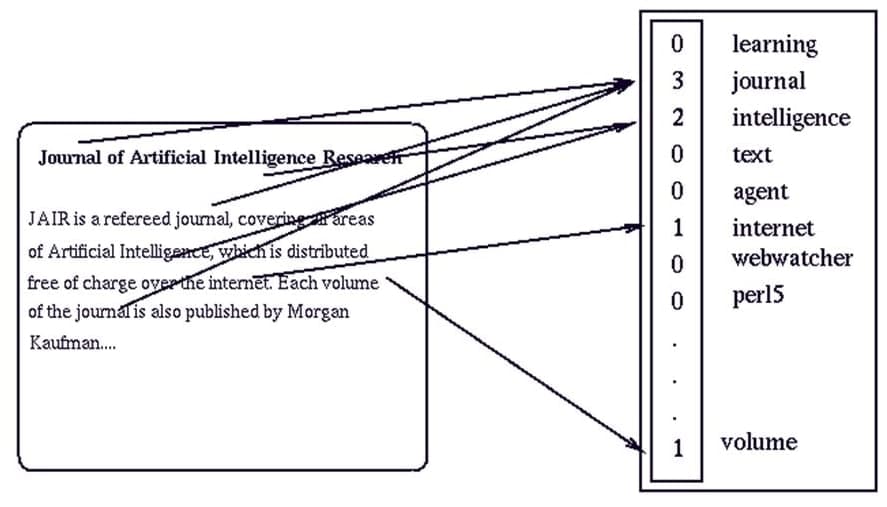 Journal of Artificial Intelligence Research
JAIR is a refereed journal, covering all areas
of Artificial Intelligence, which is distributed
free of charge over the internet. Each volume
of the journal is also published by Morgan
Kaufman....
0 learning
3 journal
2 intelligence
0 text
0 agent
1 internet
0 webwatcher
0 perl5
.
.
.
1 volume